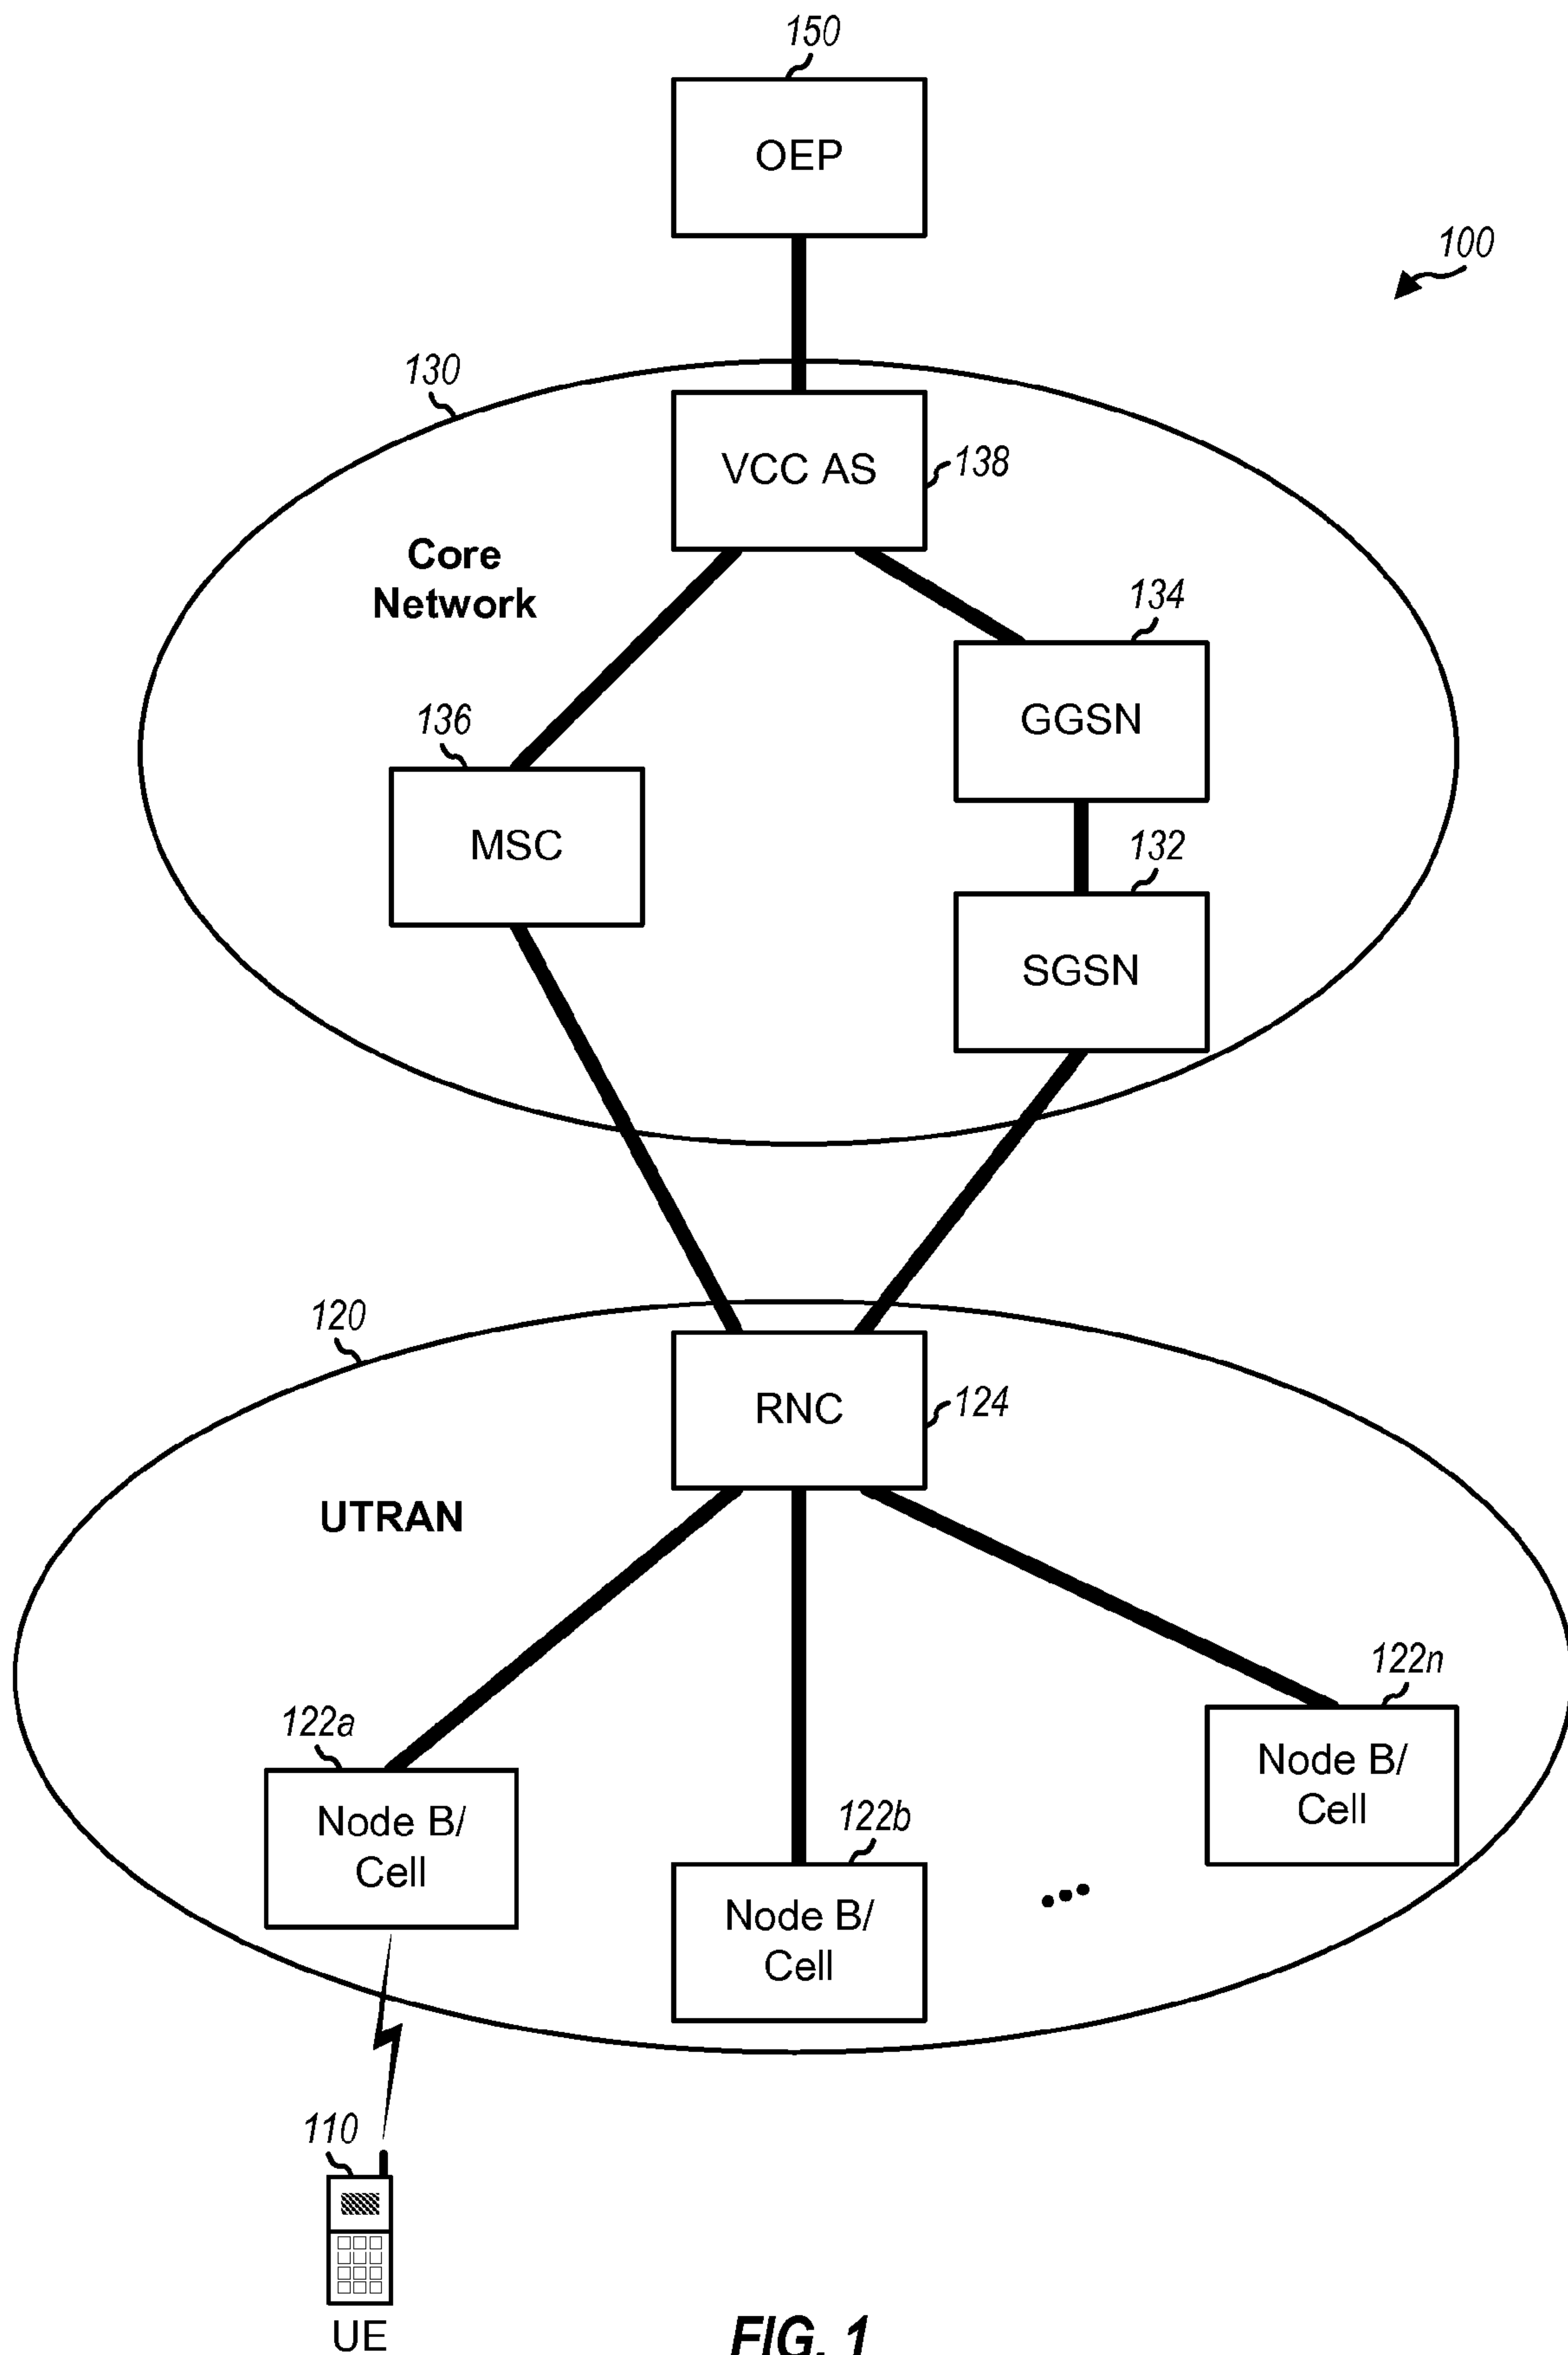 150
OEP
100
130
VCC AS
138
Core
Network
134
GGSN
136
MSC
132
SGSN
120
RNC
124
UTRAN
122n
Node B/
Cell
122a
Node B/
Cell
122b
Node B/
Cell
110
UE
FIG. 1